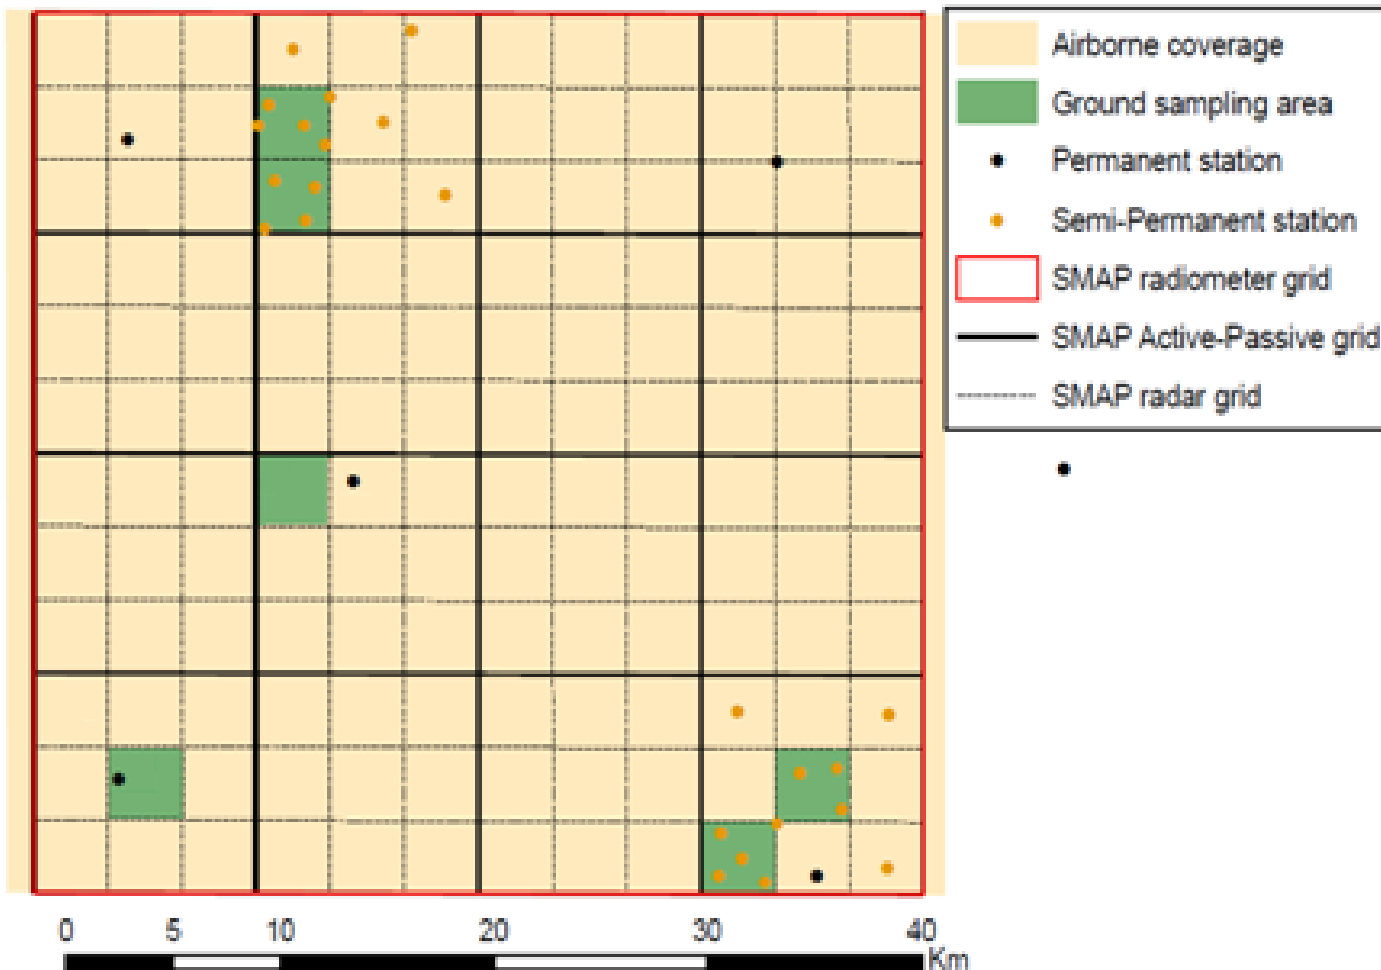 Airborne coverage
Ground sampling area
Permanent station
Semi-Permanent station
SMAP radiometer grid
SMAP Active-Passive grid
SMAP radar grid
0 5 10 20 30 40
Km